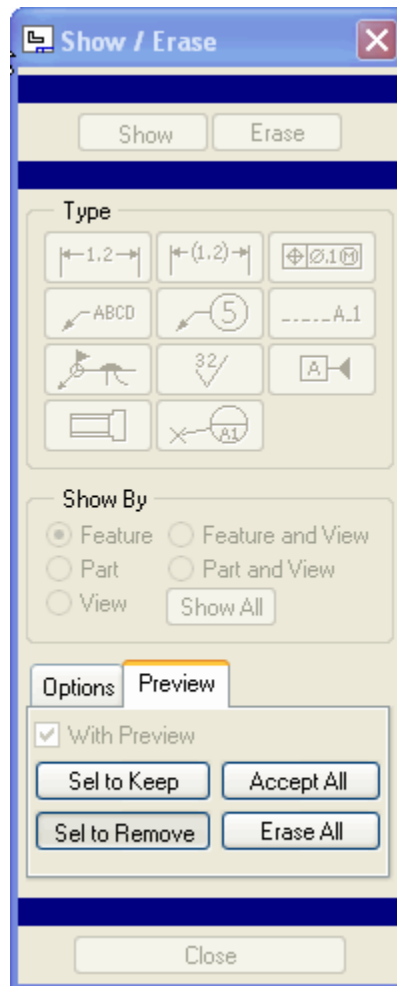 Show / Erase
Show Erase
Type
1.2 (1.2) Ø.1 M
ABCD 5 A_1
32/ A
A1
Show By
Feature Feature and View
Part Part and View
View Show All
Options Preview
With Preview
Sel to Keep Accept All
Sel to Remove Erase All
Close